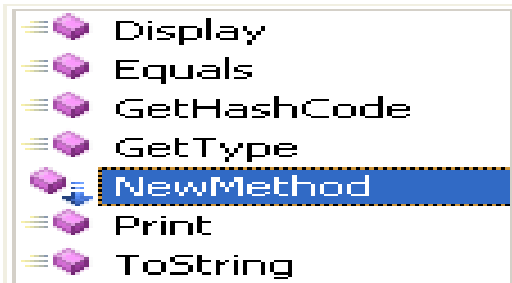 Display
Equals
GetHashCode
GetType
NewMethod
Print
ToString